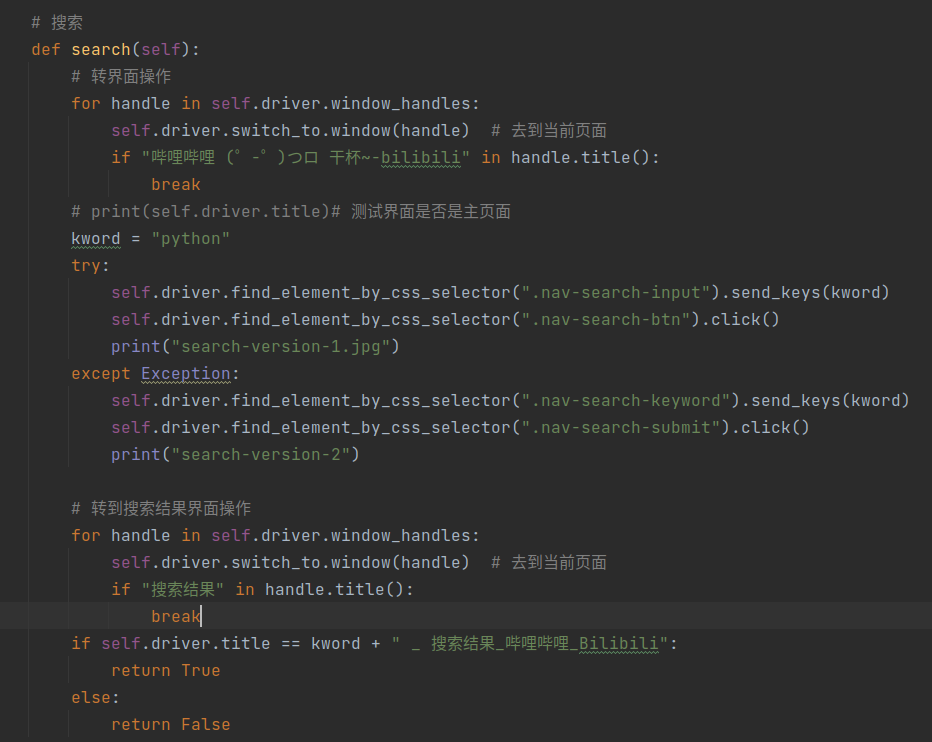 # 搜索
def search(self):
    # 转界面操作
    for handle in self.driver.window_handles:
        self.driver.switch_to.window(handle)  # 去到当前页面
        if "哔哩哔哩 (゜-゜)つロ 干杯~-bilibili" in handle.title():
            break
    # print(self.driver.title)# 测试界面是否是主页面
    kword = "python"
    try:
        self.driver.find_element_by_css_selector(".nav-search-input").send_keys(kword)
        self.driver.find_element_by_css_selector(".nav-search-btn").click()
        print("search-version-1.jpg")
    except Exception:
        self.driver.find_element_by_css_selector(".nav-search-keyword").send_keys(kword)
        self.driver.find_element_by_css_selector(".nav-search-submit").click()
        print("search-version-2")

    # 转到搜索结果界面操作
    for handle in self.driver.window_handles:
        self.driver.switch_to.window(handle)  # 去到当前页面
        if "搜索结果" in handle.title():
            break
    if self.driver.title == kword + " _ 搜索结果_哔哩哔哩_Bilibili":
        return True
    else:
        return False